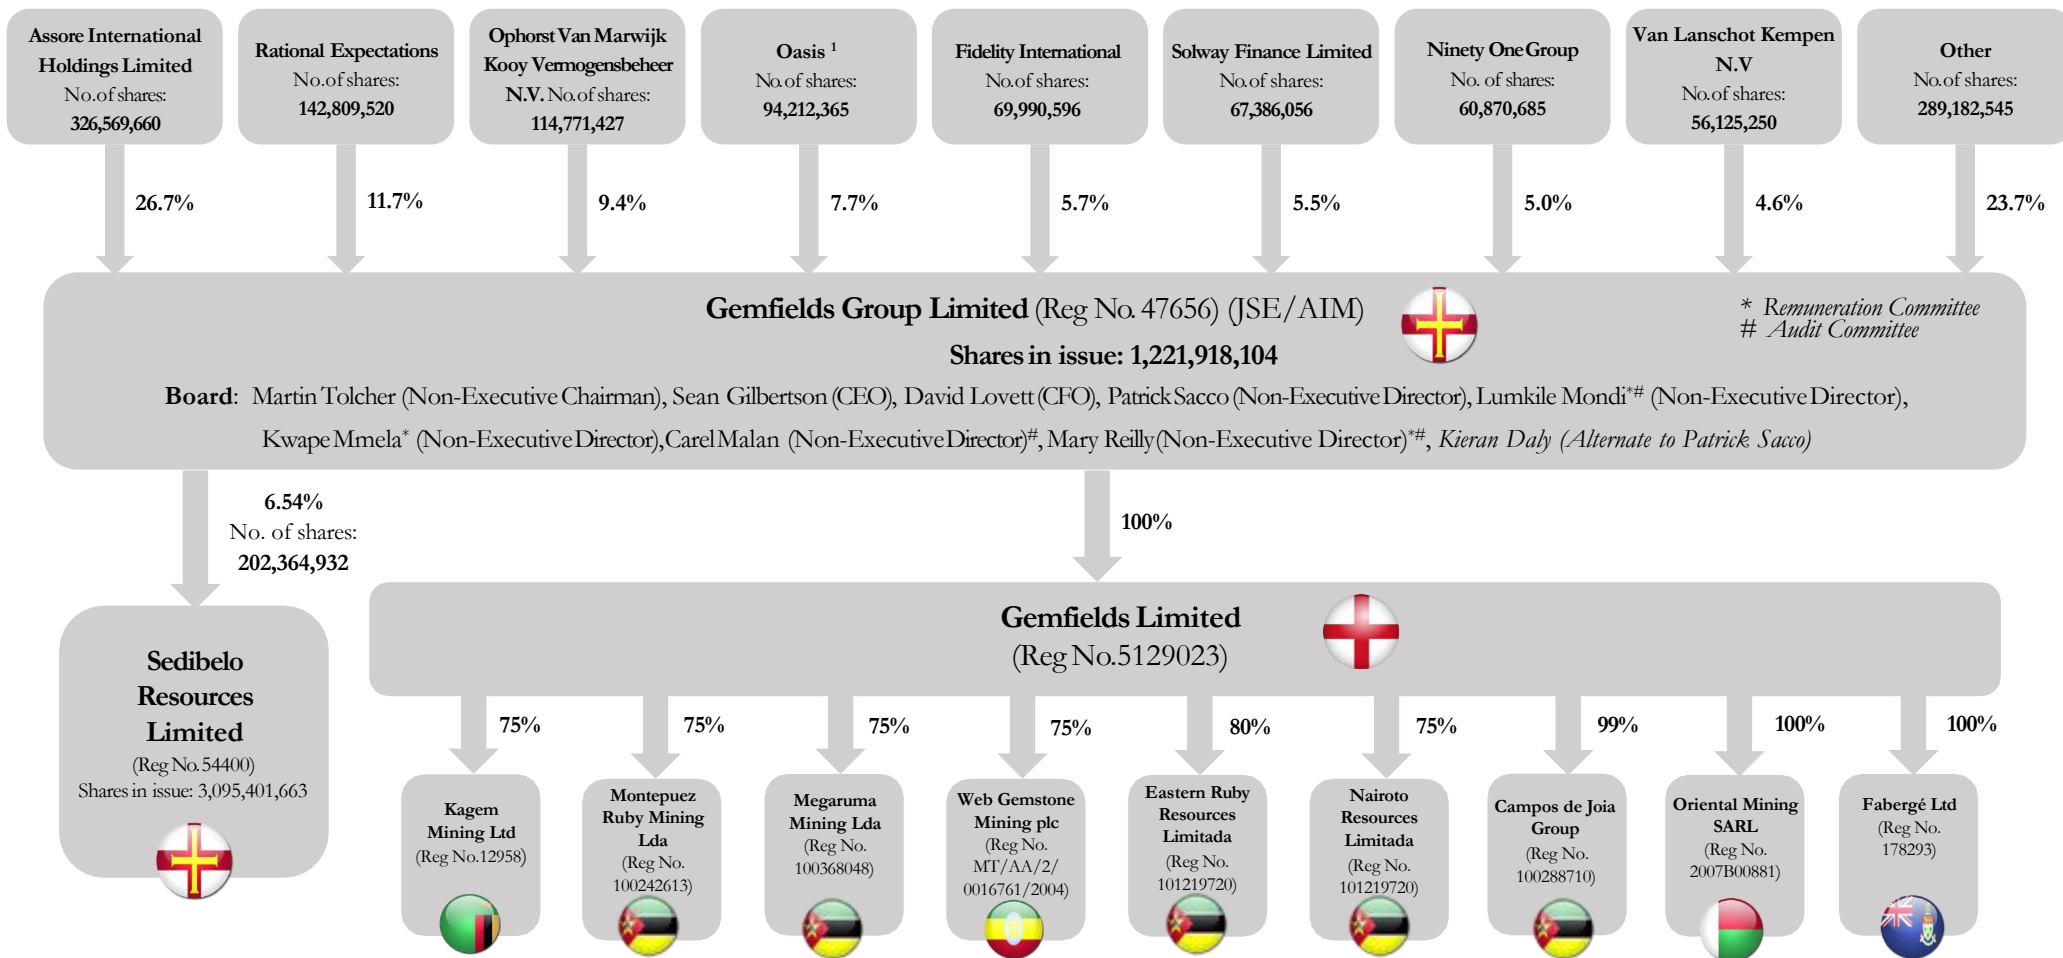 Assore International
Holdings Limited
No. of shares:
326,569,660
Rational Expectations
No. of shares:
142,809,520
Ophorst Van Marwijk
Kooy Vermogensbeheer
N.V. No. of shares:
114,771,427
Oasis 1
No. of shares:
94,212,365
Fidelity International
No. of shares:
69,990,596
Solway Finance Limited
No. of shares:
67,386,056
Ninety One Group
No. of shares:
60,870,685
Van Lanschot Kempen
N.V
No. of shares:
56,125,250
Other
No. of shares:
289,182,545
26.7%
11.7%
9.4%
7.7%
5.7%
5.5%
5.0%
4.6%
23.7%
Gemfields Group Limited (Reg No. 47656) (JSE/AIM)
* Remuneration Committee
# Audit Committee
Shares in issue: 1,221,918,104
Board: Martin Tolcher (Non-Executive Chairman), Sean Gilbertson (CEO), David Lovett (CFO), Patrick Sacco (Non-Executive Director), Lumkile Mondi*# (Non-Executive Director),
Kwape Mmela* (Non-Executive Director), Carel Malan (Non-Executive Director)#, Mary Reilly (Non-Executive Director)*#, Kieran Daly (Alternate to Patrick Sacco)
6.54%
No. of shares:
202,364,932
100%
Sedibelo
Resources
Limited
(Reg No. 54400)
Shares in issue: 3,095,401,663
Gemfields Limited
(Reg No.5129023)
75%
75%
75%
75%
80%
75%
99%
100%
100%
Kagem
Mining Ltd
(Reg No.12958)
Montepuez
Ruby Mining
Lda
(Reg No.
100242613)
Megaruma
Mining Lda
(Reg No.
100368048)
Web Gemstone
Mining plc
(Reg No.
MT/AA/2/
0016761/2004)
Eastern Ruby
Resources
Limitada
(Reg No.
101219720)
Nairoto
Resources
Limitada
(Reg No.
101219720)
Campos de Joia
Group
(Reg No.
100288710)
Oriental Mining
SARL
(Reg No.
2007B00881)
Fabergé Ltd
(Reg No.
178293)